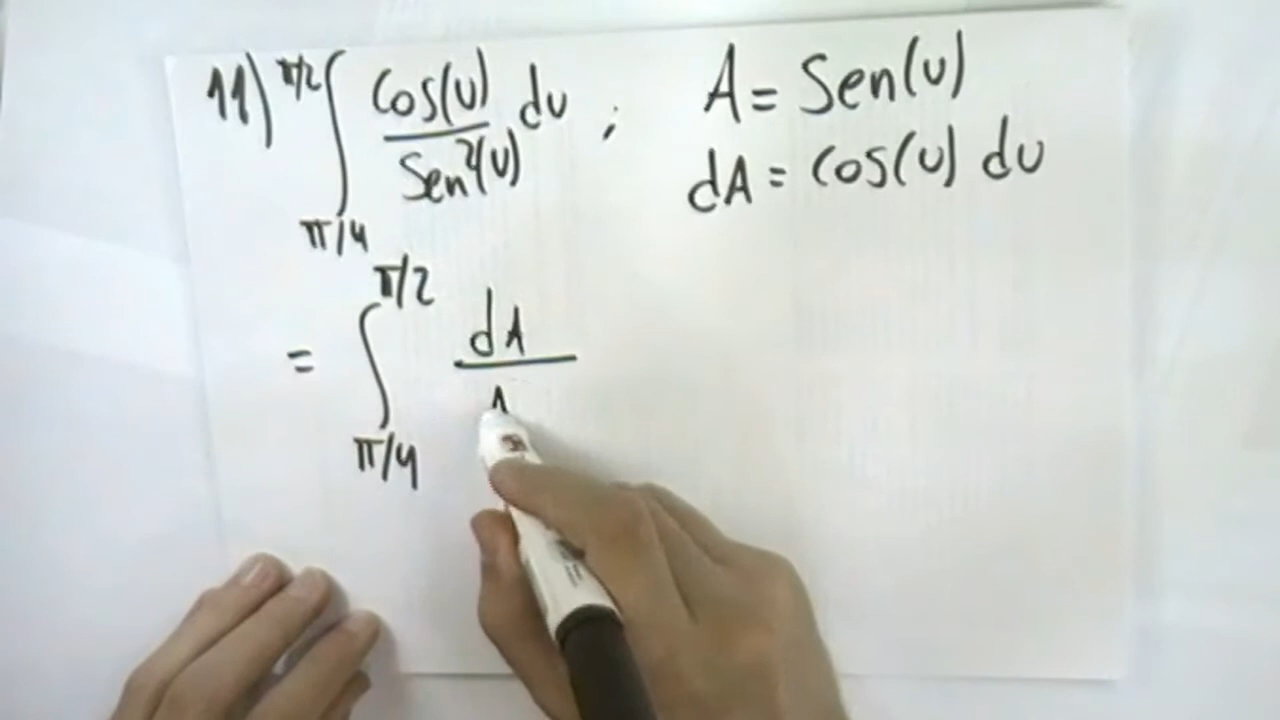 11) π/2 ∫ π/4 Cos(u) / Sen²(u) du ; A = Sen(u)
dA = Cos(u) du
= ∫ π/2 π/4 dA / A